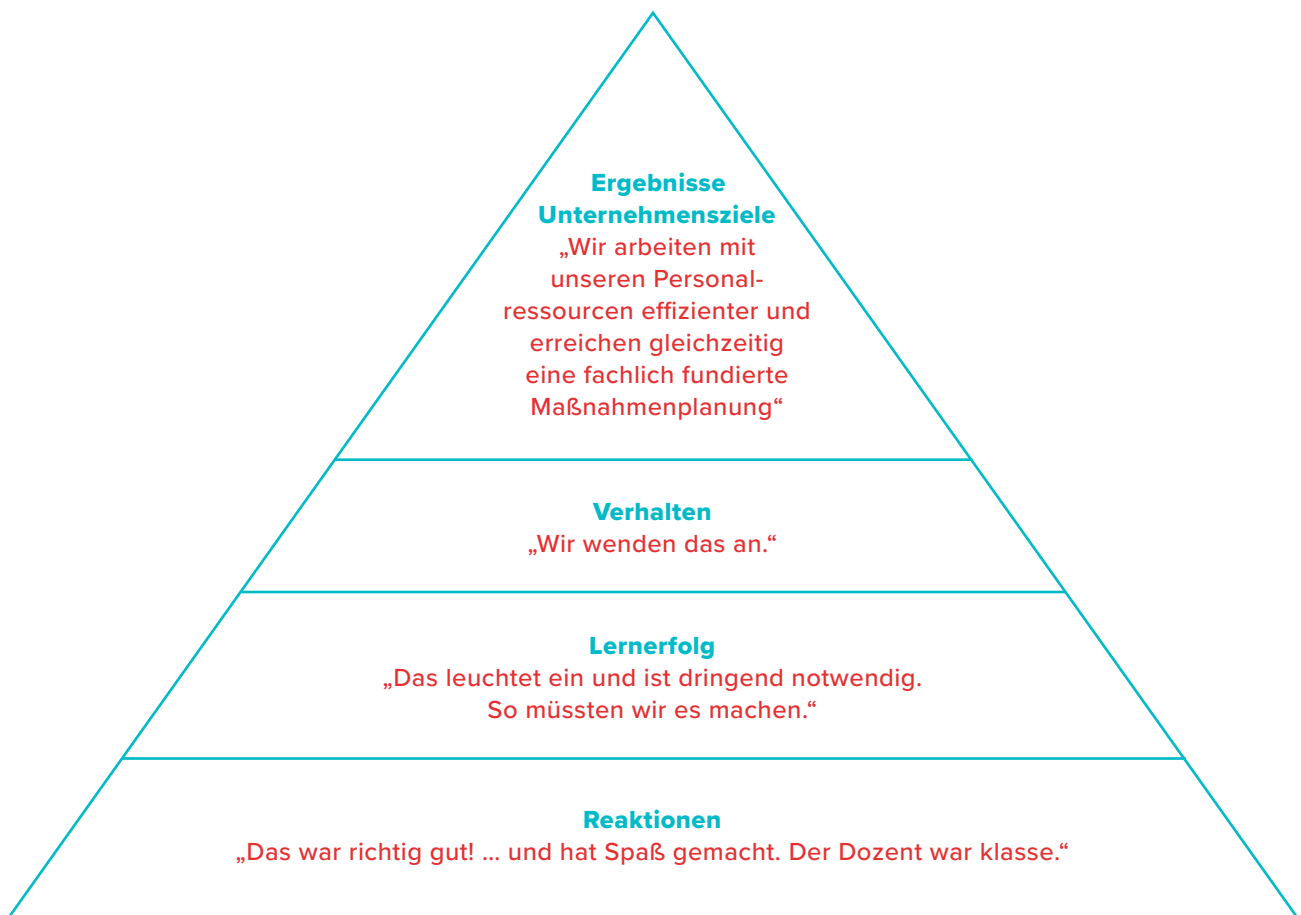 Ergebnisse
Unternehmensziele
„Wir arbeiten mit
unseren Personal-
ressourcen effizienter und
erreichen gleichzeitig
eine fachlich fundierte
Maßnahmenplanung“
Verhalten
„Wir wenden das an.“
Lernerfolg
„Das leuchtet ein und ist dringend notwendig.
So müssten wir es machen.“
Reaktionen
„Das war richtig gut! ... und hat Spaß gemacht. Der Dozent war klasse.“